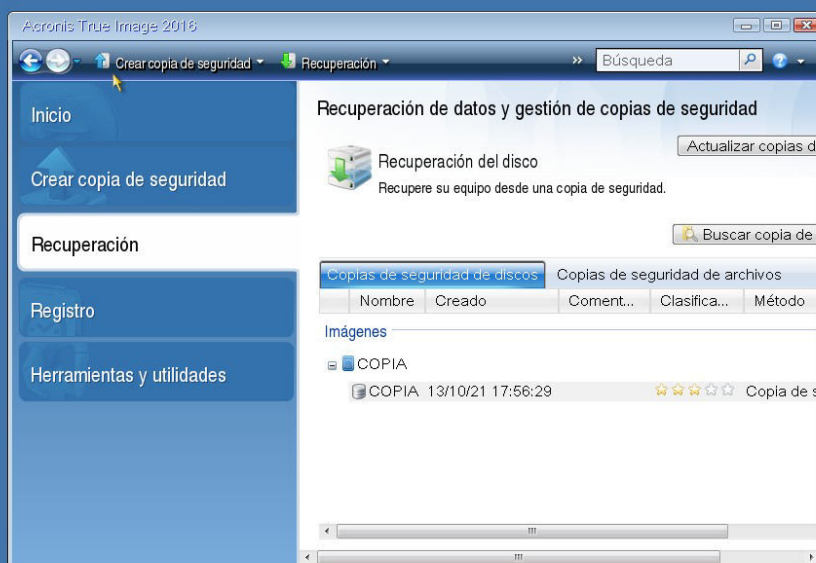 Acronis True Image 2016
Crear copia de seguridad Recuperación » Búsqueda
Inicio
Crear copia de seguridad
Recuperación
Registro
Herramientas y utilidades
Recuperación de datos y gestión de copias de seguridad
Actualizar copias d
Recuperación del disco
Recupere su equipo desde una copia de seguridad.
Buscar copia de
Copias de seguridad de discos Copias de seguridad de archivos
Nombre Creado Coment... Clasifica... Método
Imágenes
COPIA
COPIA 13/10/21 17:56:29 Copia de s